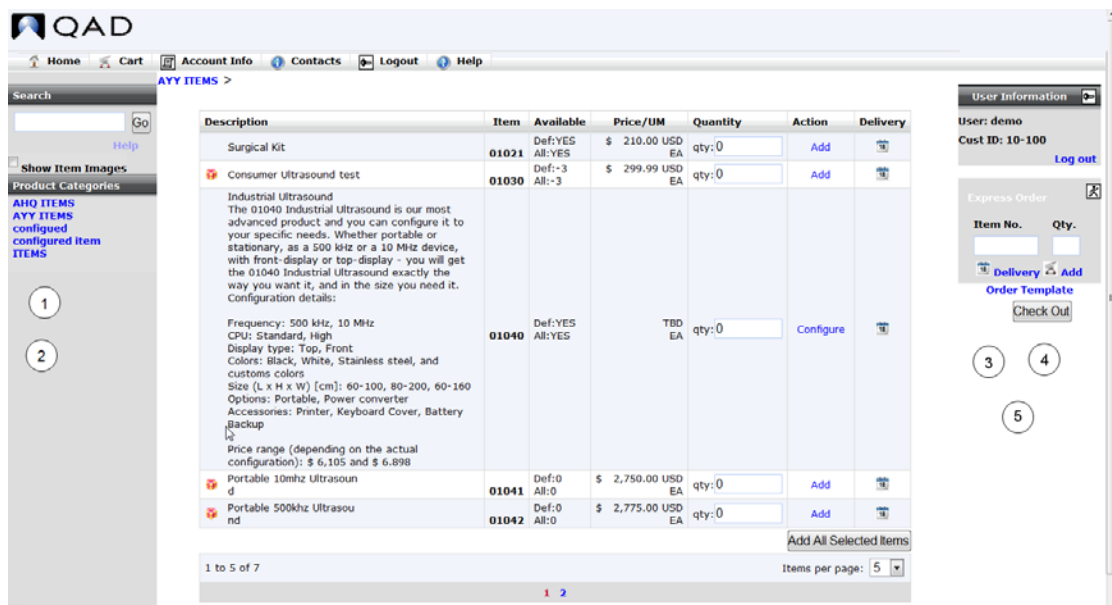 QAD
Home Cart Account Info Contacts Logout Help
AYY ITEMS >
Search
Go
Help
Show Item Images
Product Categories
AHQ ITEMS
AYY ITEMS
configued
configured item
ITEMS
1
2
Description Item Available Price/UM Quantity Action Delivery
Surgical Kit 01021 Def:YES All:YES $ 210.00 USD EA qty: 0 Add
Consumer Ultrasound test 01030 Def:-3 All:-3 $ 299.99 USD EA qty: 0 Add
Industrial Ultrasound
The 01040 Industrial Ultrasound is our most
advanced product and you can configure it to
your specific needs. Whether portable or
stationary, as a 500 kHz or a 10 MHz device,
with front-display or top-display - you will get
the 01040 Industrial Ultrasound exactly the
way you want it, and in the size you need it.
Configuration details:
Frequency: 500 kHz, 10 MHz
CPU: Standard, High
Display type: Top, Front
Colors: Black, White, Stainless steel, and
customs colors
Size (L x H x W) [cm]: 60-100, 80-200, 60-160
Options: Portable, Power converter
Accessories: Printer, Keyboard Cover, Battery
Backup
Price range (depending on the actual
configuration): $ 6,105 and $ 6.898
01040 Def:YES All:YES TBD EA qty: 0 Configure
Portable 10mhz Ultrasoun
d
01041 Def:0 All:0 $ 2,750.00 USD EA qty: 0 Add
Portable 500khz Ultrasou
nd
01042 Def:0 All:0 $ 2,775.00 USD EA qty: 0 Add
Add All Selected Items
1 to 5 of 7 Items per page: 5
1 2
User Information
User: demo
Cust ID: 10-100
Log out
Express Order
Item No. Qty.
Delivery Add
Order Template
Check Out
3
4
5